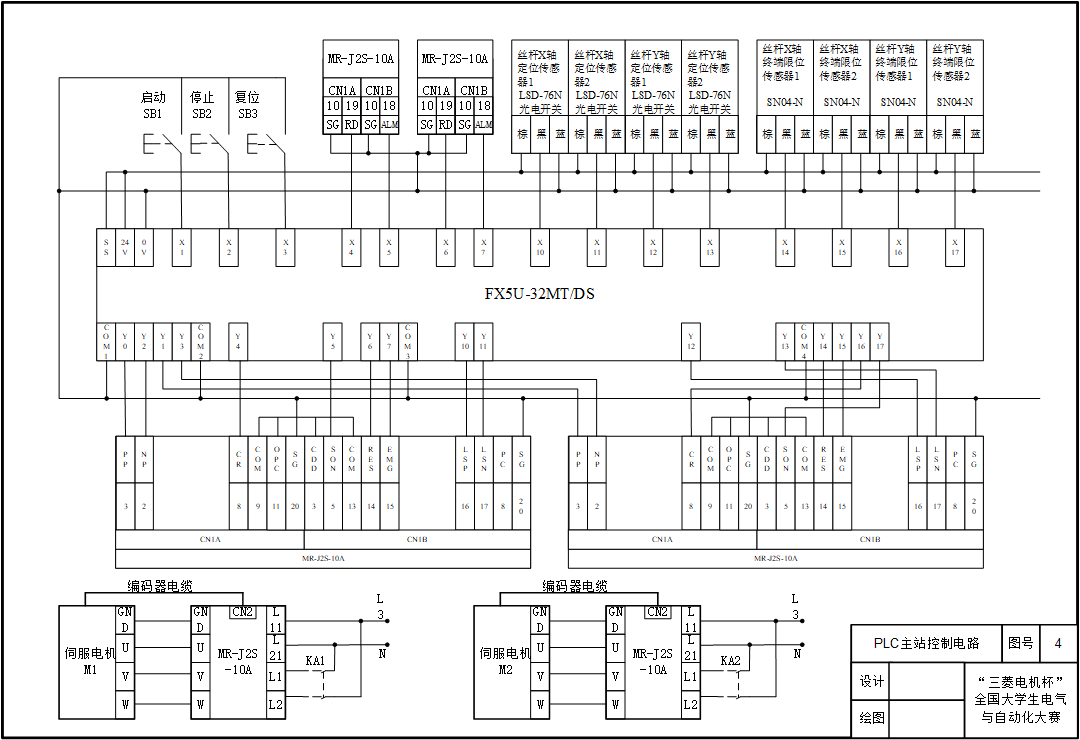 MR-J2S-10A
CN1A CN1B
10 19 10 18
SG RD SG ALM
MR-J2S-10A
CN1A CN1B
10 19 10 18
SG RD SG ALM
丝杆X轴
定位传感
器1
LSD-76N
光电开关
棕 黑 蓝
丝杆X轴
定位传感
器2
LSD-76N
光电开关
棕 黑 蓝
丝杆Y轴
定位传感
器1
LSD-76N
光电开关
棕 黑 蓝
丝杆Y轴
定位传感
器2
LSD-76N
光电开关
棕 黑 蓝
丝杆X轴
终端限位
传感器1
SN04-N
棕 黑 蓝
丝杆X轴
终端限位
传感器2
SN04-N
棕 黑 蓝
丝杆Y轴
终端限位
传感器1
SN04-N
棕 黑 蓝
丝杆Y轴
终端限位
传感器2
SN04-N
棕 黑 蓝
启动
SB1
停止
SB2
复位
SB3
SS 24V 0V X1 X2 X3 X4 X5 X6 X7 X10 X11 X12 X13 X14 X15 X16 X17
FX5U-32MT/DS
COM1 Y0 Y2 Y1 Y3 COM2 Y4 Y5 Y6 Y7 COM3 Y10 Y11 Y12 Y13 COM4 Y14 Y15 Y16 Y17
PP NP CR COM OPC SG CDD SON COM RES EMG LSP LSN PC SG
3 2 8 9 11 20 3 5 13 14 15 16 17 8 20
CN1A CN1B
MR-J2S-10A
PP NP CR COM OPC SG CDD SON COM RES EMG LSP LSN PC SG
3 2 8 9 11 20 3 5 13 14 15 16 17 8 20
CN1A CN1B
MR-J2S-10A
编码器电缆
伺服电机
M1
GND
U
V
W
GND
U
V
W
CN2
MR-J2S
-10A
L11
L21
L1
L2
KA1
L3
N
编码器电缆
伺服电机
M2
GND
U
V
W
GND
U
V
W
CN2
MR-J2S
-10A
L11
L21
L1
L2
KA2
L3
N
PLC主站控制电路 图号 4
设计
绘图
“三菱电机杯”
全国大学生电气
与自动化大赛